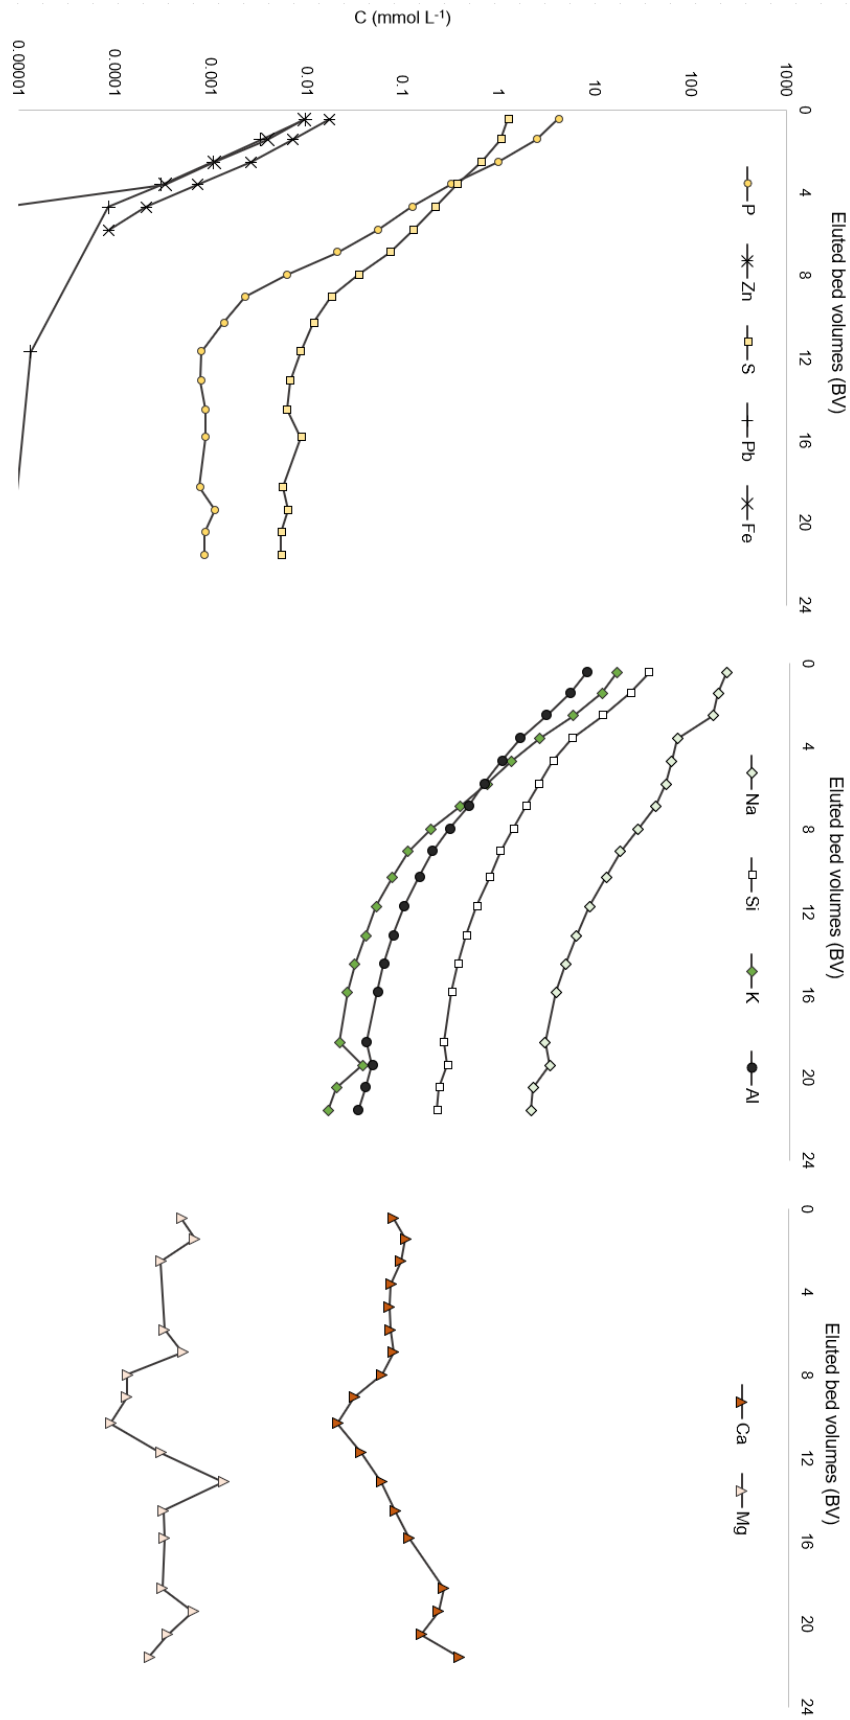 C (mmol L-1)
0.00001
0.0001
0.001
0.01
0.1
1
10
100
1000
0
4
8
12
16
20
24
Eluted bed volumes (BV)
P
Zn
S
Pb
Fe
0
4
8
12
16
20
24
Eluted bed volumes (BV)
Na
Si
K
Al
0
4
8
12
16
20
24
Eluted bed volumes (BV)
Ca
Mg